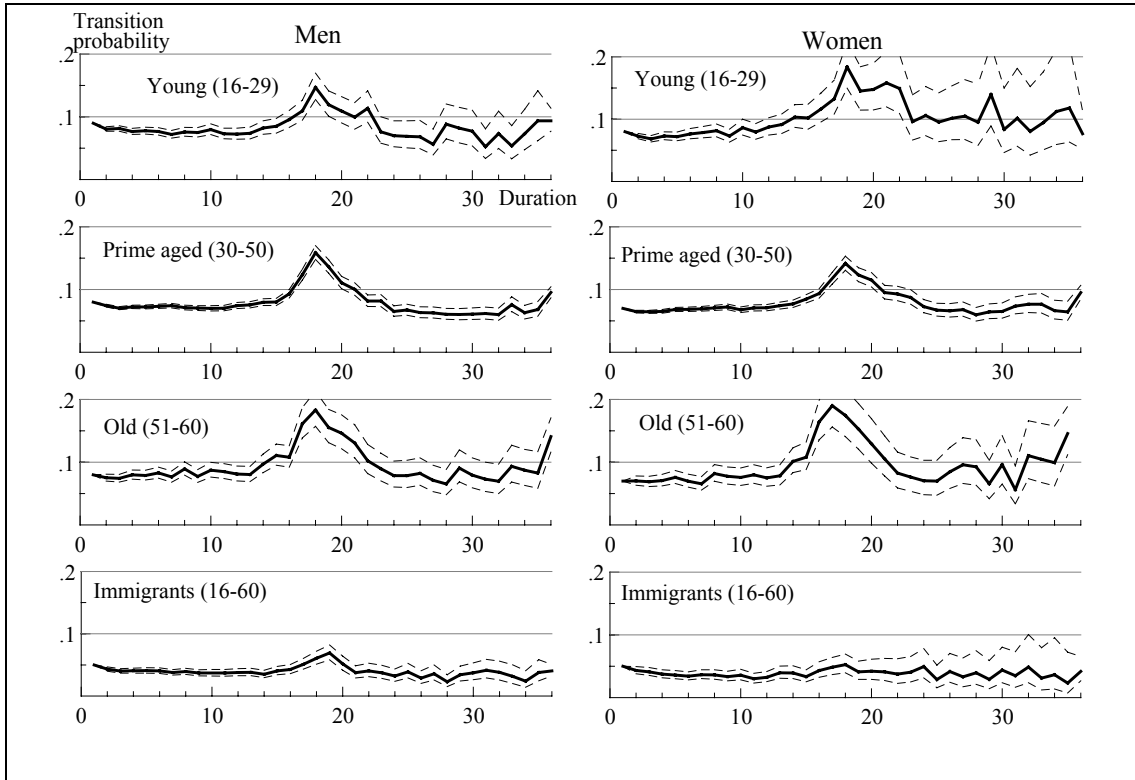 Transition
probability
Men
Women
.2
Young (16-29)
.1
0 10 20 Duration 30
.2
Young (16-29)
.1
0 10 20 30
.2
Prime aged (30-50)
.1
0 10 20 30
.2
Prime aged (30-50)
.1
0 10 20 30
.2
Old (51-60)
.1
0 10 20 30
.2
Old (51-60)
.1
0 10 20 30
.2
Immigrants (16-60)
.1
0 10 20 30
.2
Immigrants (16-60)
.1
0 10 20 30